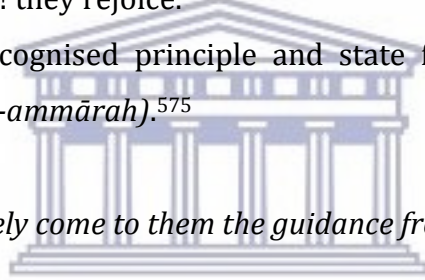 they rejoice.
cognised principle and state f
-ammārah).575
ely come to them the guidance fr